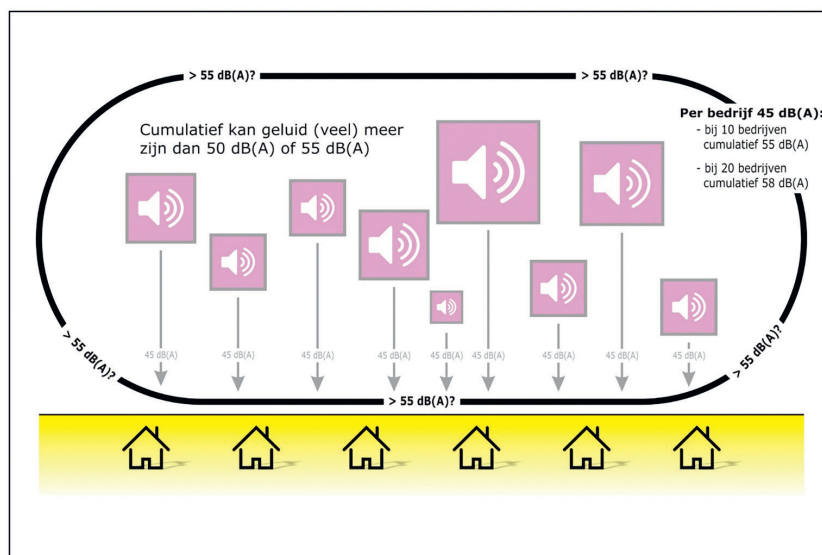 > 55 dB(A)?
> 55 dB(A)?
Cumulatief kan geluid (veel) meer
zijn dan 50 dB(A) of 55 dB(A)
Per bedrijf 45 dB(A):
- bij 10 bedrijven
cumulatief 55 dB(A)
- bij 20 bedrijven
cumulatief 58 dB(A)
45 dB(A)
45 dB(A)
45 dB(A)
45 dB(A)
45 dB(A)
45 dB(A)
45 dB(A)
45 dB(A)
45 dB(A)
> 55 dB(A)?
> 55 dB(A)?
> 55 dB(A)?